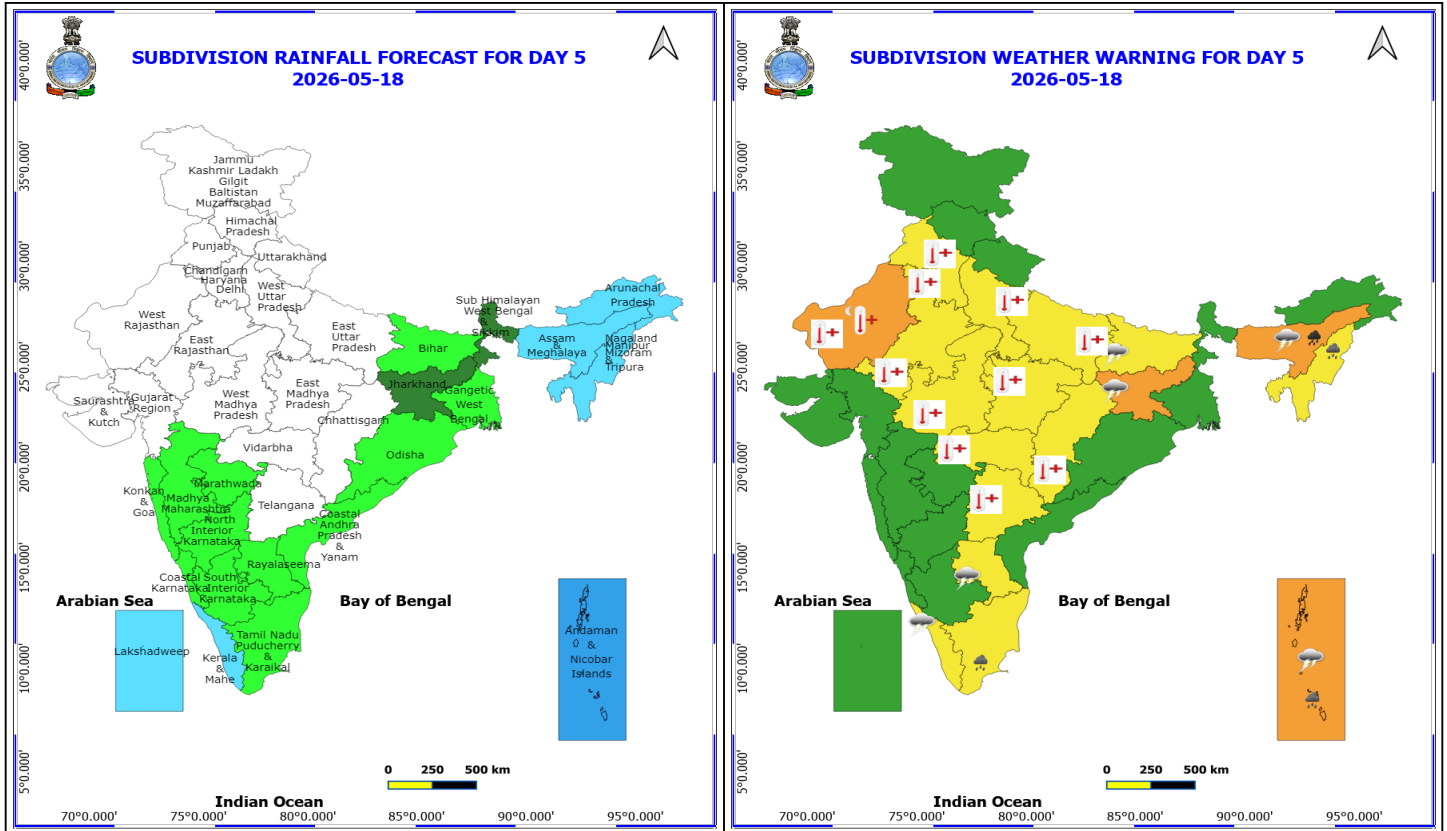 SUBDIVISION RAINFALL FORECAST FOR DAY 5
2026-05-18
40°0.000'
35°0.000'
30°0.000'
25°0.000'
20°0.000'
15°0.000'
10°0.000'
5°0.000'
Jammu
Kashmir Ladakh
Gilgit
Baltistan
Muzaffarabad
Himachal
Pradesh
Punjab
Uttarakhand
Chandigarh
Haryana
Delhi
West
Uttar
Pradesh
West
Rajasthan
East
Rajasthan
East
Uttar
Pradesh
Sub Himalayan
West Bengal
&
Sikkim
Arunachal
Pradesh
Assam
&
Meghalaya
Nagaland
Manipur
Mizoram
&
Tripura
Bihar
Jharkhand
Gangetic
West
Bengal
Saurashtra
&
Kutch
Gujarat
Region
West
Madhya
Pradesh
East
Madhya
Pradesh
Chhattisgarh
Vidarbha
Odisha
Konkan
&
Goa
Marathwada
Madhya
Maharashtra
North
Interior
Karnataka
Telangana
Coastal
Andhra
Pradesh
&
Yanam
Rayalaseema
Coastal
Karnataka
South
Interior
Karnataka
Arabian Sea
Bay of Bengal
Lakshadweep
Kerala
&
Mahe
Tamil Nadu
Puducherry
&
Karaikal
Andaman
&
Nicobar
Islands
0 250 500 km
Indian Ocean
70°0.000' 75°0.000' 80°0.000' 85°0.000' 90°0.000' 95°0.000'
SUBDIVISION WEATHER WARNING FOR DAY 5
2026-05-18
40°0.000'
35°0.000'
30°0.000'
25°0.000'
20°0.000'
15°0.000'
10°0.000'
5°0.000'
Arabian Sea
Bay of Bengal
0 250 500 km
Indian Ocean
70°0.000' 75°0.000' 80°0.000' 85°0.000' 90°0.000' 95°0.000'